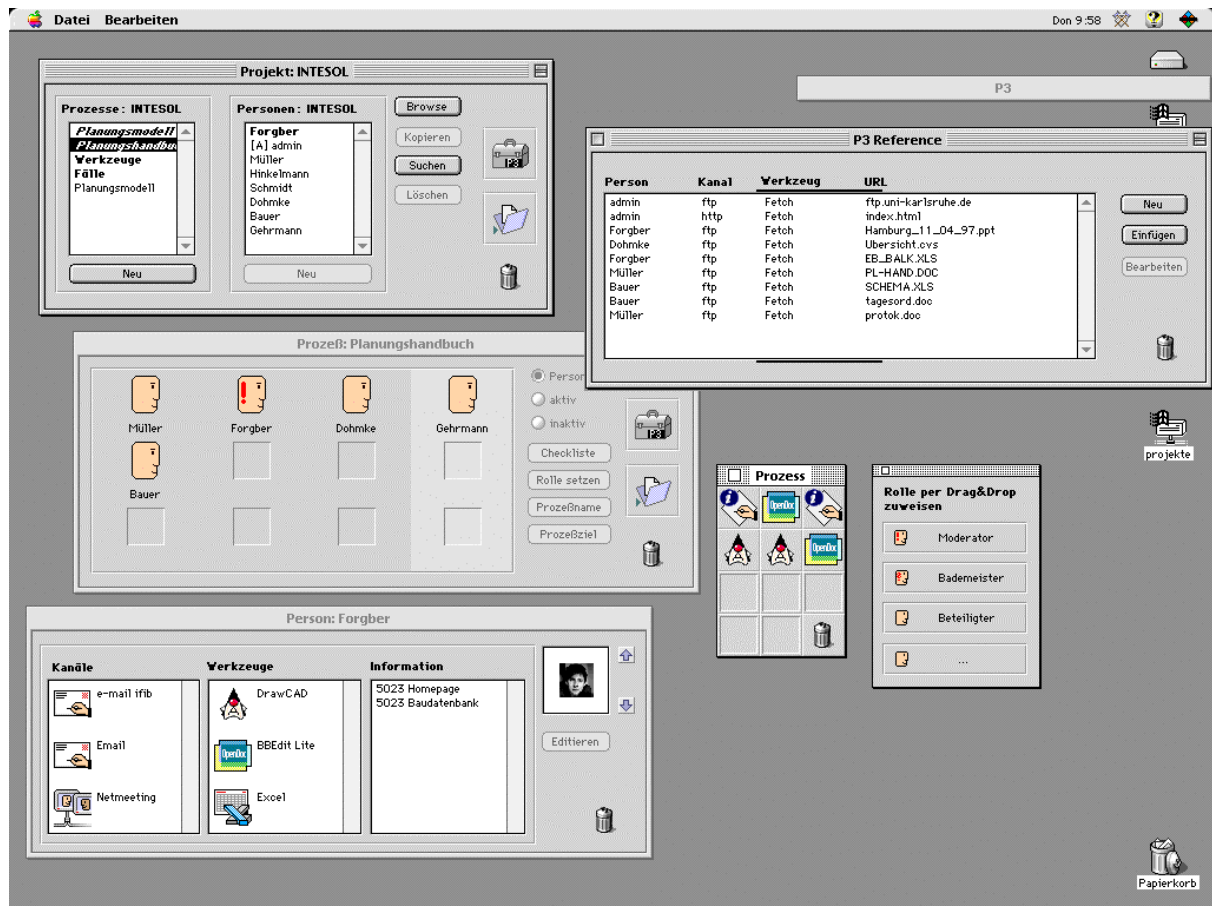 Datei Bearbeiten Don 9:58
Projekt: INTESOL
Prozesse: INTESOL
Planungsmodell
Planungshandbu
Werkzeuge
Fälle
Planungsmodell
Neu
Personen: INTESOL
Forgber
[A] admin
Müller
Hinkelmann
Schmidt
Dohmke
Bauer
Gehrmann
Neu
Browse
Kopieren
Suchen
Löschen
P3
P3
P3 Reference
Person Kanal Werkzeug URL
admin ftp Fetch ftp.uni-karlsruhe.de
admin http Fetch index.html
Forgber ftp Fetch Hamburg_11_04_97.ppt
Dohmke ftp Fetch Ubersicht.cvs
Forgber ftp Fetch EB_BALK.XLS
Müller ftp Fetch PL-HAND.DOC
Bauer ftp Fetch SCHEMA.XLS
Bauer ftp Fetch tagesord.doc
Müller ftp Fetch protok.doc
Neu
Einfügen
Bearbeiten
Prozeß: Planungshandbuch
Müller Forgber Dohmke Gehrmann
Bauer
Person
aktiv
inaktiv
Checkliste
Rolle setzen
Prozeßname
Prozeßziel
P3
projekte
Prozess
OpenDoc
OpenDoc
Rolle per Drag&Drop
zuweisen
Moderator
Bademeister
Beteiligter
...
Person: Forgber
Kanäle
e-mail ifib
Email
Netmeeting
Werkzeuge
DrawCAD
OpenDoc
BBEdit Lite
Excel
Information
5023 Homepage
5023 Baudatenbank
Editieren
Papierkorb